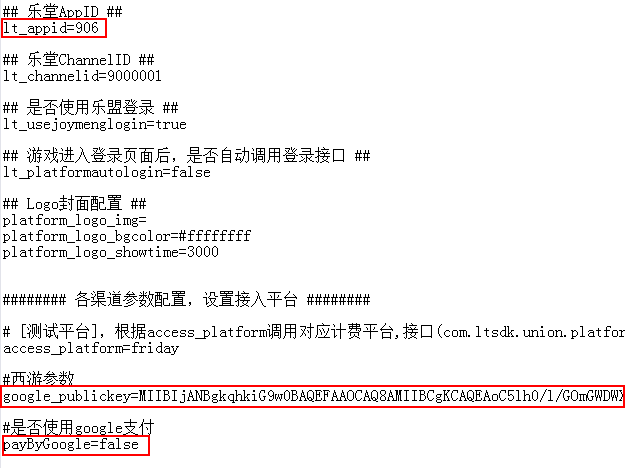 ## 乐堂AppID ##
lt_appid=906
## 乐堂ChannelID ##
lt_channelid=9000001
## 是否使用乐盟登录 ##
lt_usejoymenglogin=true
## 游戏进入登录页面后，是否自动调用登录接口 ##
lt_platformautologin=false
## Logo封面配置 ##
platform_logo_img=
platform_logo_bgcolor=#ffffffff
platform_logo_showtime=3000
######## 各渠道参数配置，设置接入平台 ########
# [测试平台]，根据access_platform调用对应计费平台,接口(com.ltsdk.union.platfor
access_platform=friday
#西游参数
google_publickey=MIIBIjANBgkqhkiG9w0BAQEFAAOCAQ8AMIIBCgKCAQEAoC5lh0/l/GOmGWDWX
#是否使用google支付
payByGoogle=false